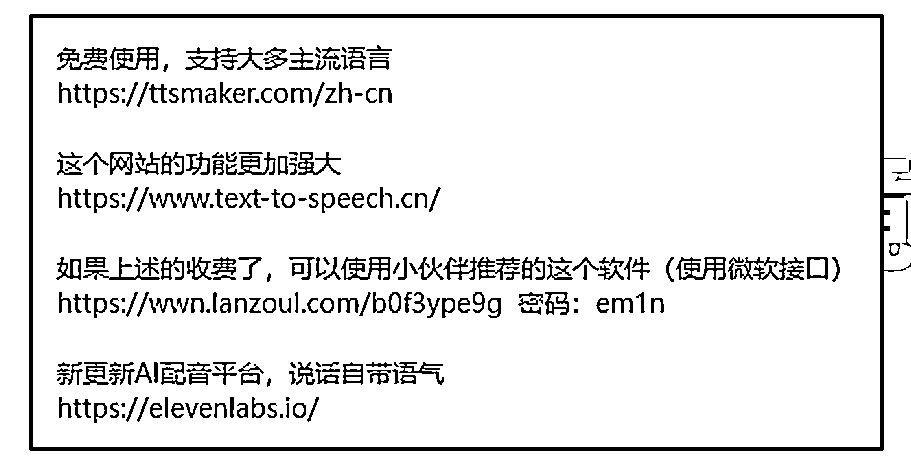 免费使用，支持大多主流语言
https://ttsmaker.com/zh-cn
这个网站的功能更加强大
https://www.text-to-speech.cn/
如果上述的收费了，可以使用小伙伴推荐的这个软件（使用微软接口）
https://wwn.lanzoul.com/b0f3ype9g 密码：em1n
新更新AI配音平台，说话自带语气
https://elevenlabs.io/